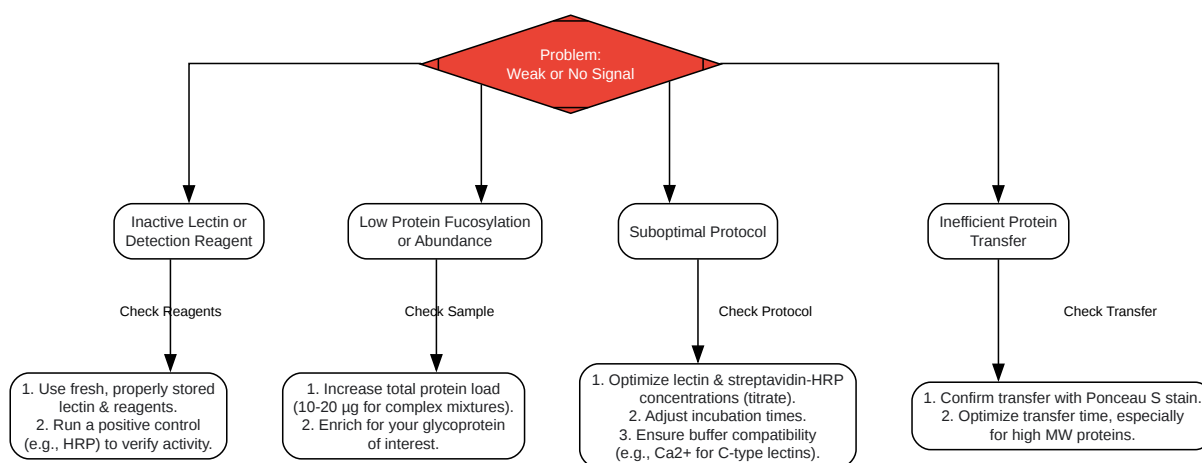 Problem:
Weak or No Signal
Inactive Lectin or
Detection Reagent
Low Protein Fucosylation
or Abundance
Suboptimal Protocol
Inefficient Protein
Transfer
Check Reagents
Check Sample
Check Protocol
Check Transfer
1. Use fresh, properly stored
lectin & reagents.
2. Run a positive control
(e.g., HRP) to verify activity.
1. Increase total protein load
(10-20 µg for complex mixtures).
2. Enrich for your glycoprotein
of interest.
1. Optimize lectin & streptavidin-HRP
concentrations (titrate).
2. Adjust incubation times.
3. Ensure buffer compatibility
(e.g., Ca2+ for C-type lectins).
1. Confirm transfer with Ponceau S stain.
2. Optimize transfer time, especially
for high MW proteins.